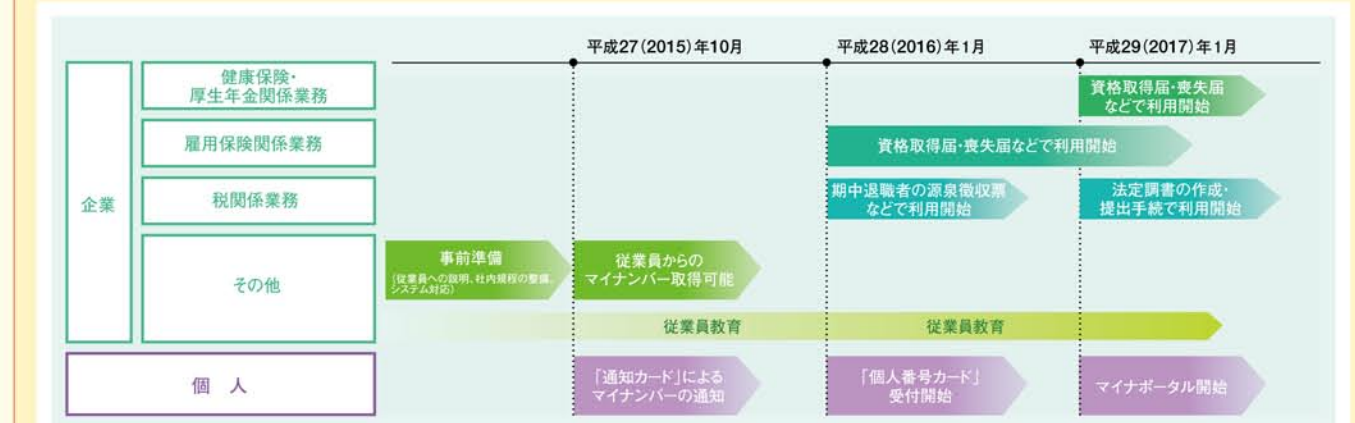 平成27(2015)年10月
平成28(2016)年1月
平成29(2017)年1月
企業
健康保険・
厚生年金関係業務
資格取得届・喪失届
などで利用開始
雇用保険関係業務
資格取得届・喪失届などで利用開始
税関係業務
期中退職者の源泉徴収票
などで利用開始
法定調書の作成・
提出手続で利用開始
その他
事前準備
(従業員への説明、社内規程の整備、
システム対応)
従業員からの
マイナンバー取得可能
従業員教育
従業員教育
個 人
「通知カード」による
マイナンバーの通知
「個人番号カード」
受付開始
マイナポータル開始